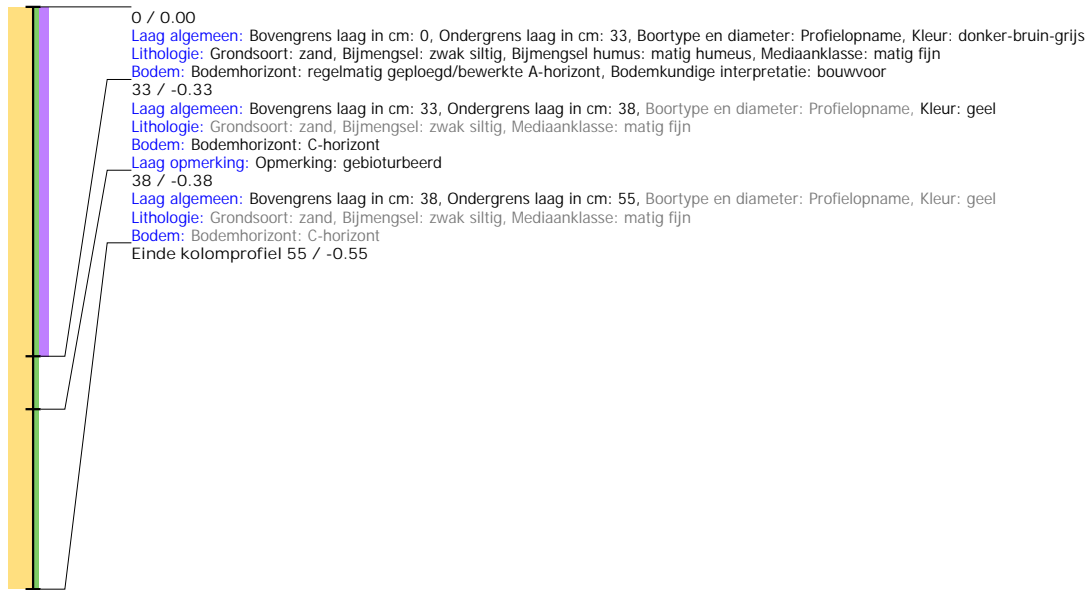 0 / 0.00
Laag algemeen: Bovengrens laag in cm: 0, Ondergrens laag in cm: 33, Boortype en diameter: Profielopname, Kleur: donker-bruin-grijs
Lithologie: Grondsoort: zand, Bijmengsel: zwak siltig, Bijmengsel humus: matig humeus, Mediaanklasse: matig fijn
Bodem: Bodemhorizont: regelmatig geploegd/bewerkte A-horizont, Bodemkundige interpretatie: bouwvoor
33 / -0.33
Laag algemeen: Bovengrens laag in cm: 33, Ondergrens laag in cm: 38, Boortype en diameter: Profielopname, Kleur: geel
Lithologie: Grondsoort: zand, Bijmengsel: zwak siltig, Mediaanklasse: matig fijn
Bodem: Bodemhorizont: C-horizont
Laag opmerking: Opmerking: gebioturbeerd
38 / -0.38
Laag algemeen: Bovengrens laag in cm: 38, Ondergrens laag in cm: 55, Boortype en diameter: Profielopname, Kleur: geel
Lithologie: Grondsoort: zand, Bijmengsel: zwak siltig, Mediaanklasse: matig fijn
Bodem: Bodemhorizont: C-horizont
Einde kolomprofiel 55 / -0.55